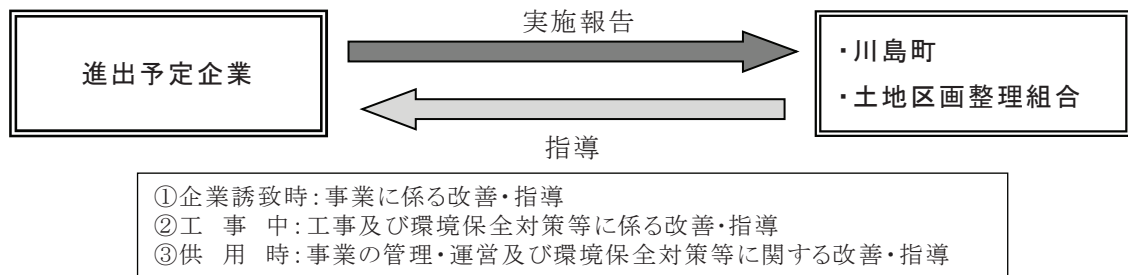 実施報告
進出予定企業
・川島町
・土地区画整理組合
指導
①企業誘致時：事業に係る改善・指導
②工 事 中：工事及び環境保全対策等に係る改善・指導
③供 用 時：事業の管理・運営及び環境保全対策等に関する改善・指導